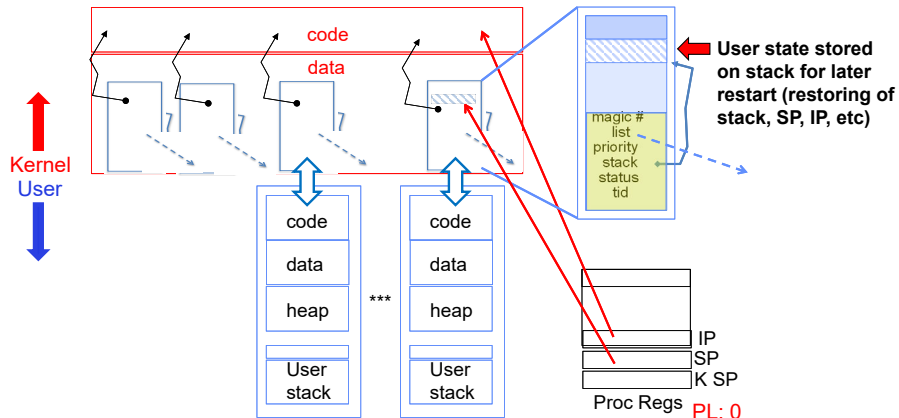 code
data
User state stored
on stack for later
restart (restoring of
stack, SP, IP, etc)
magic #
list
priority
stack
status
tid
Kernel
User
code
data
heap
User
stack
***
code
data
heap
User
stack
IP
SP
K SP
Proc Regs
PL: 0